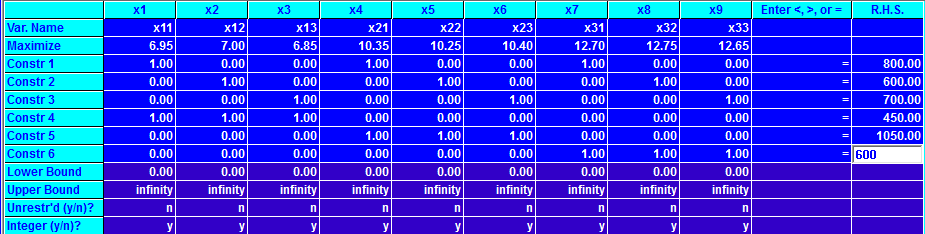 x1 x2 x3 x4 x5 x6 x7 x8 x9 Enter <, >, or = R.H.S.
Var. Name x11 x12 x13 x21 x22 x23 x31 x32 x33
Maximize 6.95 7.00 6.85 10.35 10.25 10.40 12.70 12.75 12.65
Constr 1 1.00 0.00 0.00 1.00 0.00 0.00 1.00 0.00 0.00 = 800.00
Constr 2 0.00 1.00 0.00 0.00 1.00 0.00 0.00 1.00 0.00 = 600.00
Constr 3 0.00 0.00 1.00 0.00 0.00 1.00 0.00 0.00 1.00 = 700.00
Constr 4 1.00 1.00 1.00 0.00 0.00 0.00 0.00 0.00 0.00 = 450.00
Constr 5 0.00 0.00 0.00 1.00 1.00 1.00 0.00 0.00 0.00 = 1050.00
Constr 6 0.00 0.00 0.00 0.00 0.00 0.00 1.00 1.00 1.00 = 600
Lower Bound 0.00 0.00 0.00 0.00 0.00 0.00 0.00 0.00 0.00
Upper Bound infinity infinity infinity infinity infinity infinity infinity infinity infinity
Unrestr'd (y/n)? n n n n n n n n n
Integer (y/n)? y y y y y y y y y